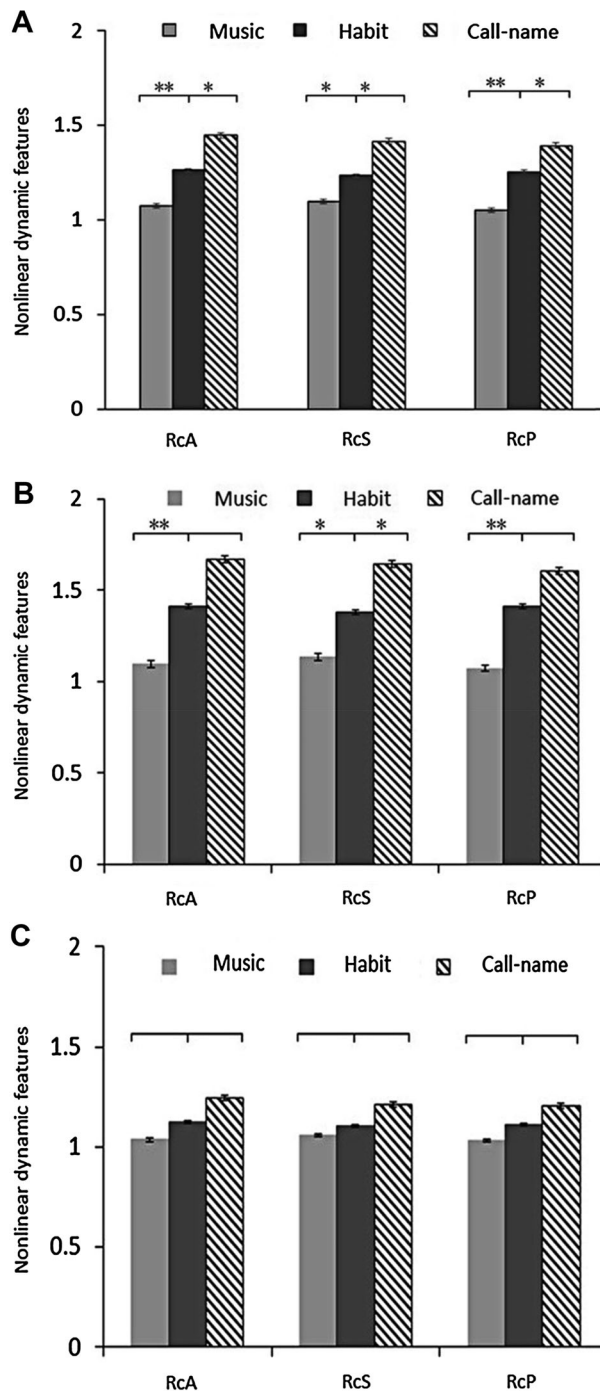 A
2
Music Habit Call-name
** * * * ** *
1.5
1
0.5
0
Nonlinear dynamic features
RcA RcS RcP
B
2
Music Habit Call-name
** * * **
1.5
1
0.5
0
Nonlinear dynamic features
RcA RcS RcP
C
2
Music Habit Call-name
1.5
1
0.5
0
Nonlinear dynamic features
RcA RcS RcP